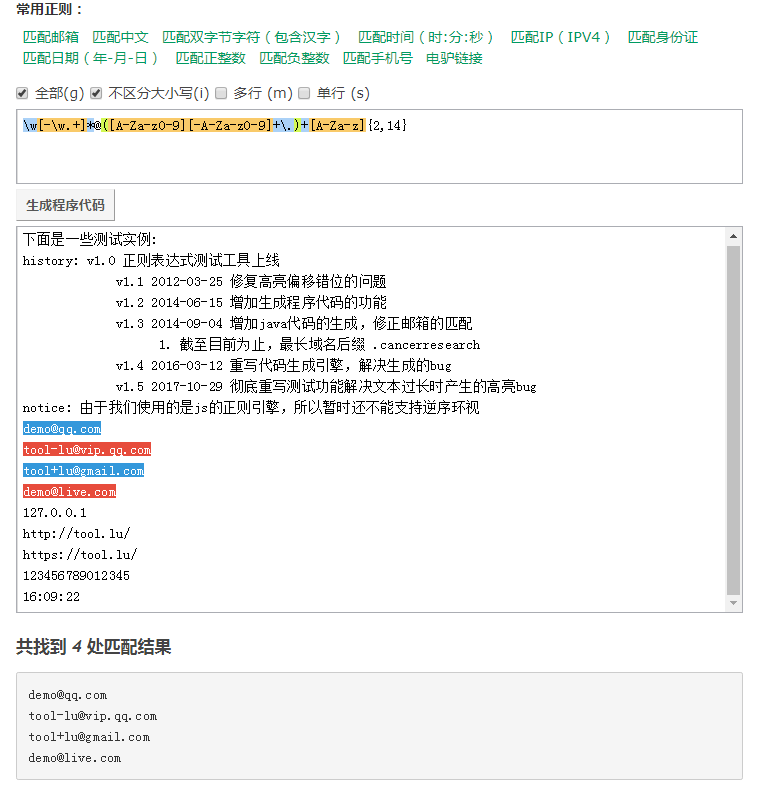 常用正则：
匹配邮箱 匹配中文 匹配双字节字符（包含汉字） 匹配时间（时:分:秒） 匹配IP（IPV4） 匹配身份证
匹配日期（年-月-日） 匹配正整数 匹配负整数 匹配手机号 电驴链接
全部(g) 不区分大小写(i) 多行 (m) 单行 (s)
\w[-\w.+]*@([A-Za-z0-9][-A-Za-z0-9]+\.)+[A-Za-z]{2,14}
生成程序代码
下面是一些测试实例:
history: v1.0 正则表达式测试工具上线
v1.1 2012-03-25 修复高亮偏移错位的问题
v1.2 2014-06-15 增加生成程序代码的功能
v1.3 2014-09-04 增加java代码的生成，修正邮箱的匹配
1. 截至目前为止，最长域名后缀 .cancerresearch
v1.4 2016-03-12 重写代码生成引擎，解决生成的bug
v1.5 2017-10-29 彻底重写测试功能解决文本过长时产生的高亮bug
notice: 由于我们使用的是js的正则引擎，所以暂时还不能支持逆序环视
demo@qq.com
tool-lu@vip.qq.com
tool+lu@gmail.com
demo@live.com
127.0.0.1
http://tool.lu/
https://tool.lu/
123456789012345
16:09:22
共找到 4 处匹配结果
demo@qq.com
tool-lu@vip.qq.com
tool+lu@gmail.com
demo@live.com